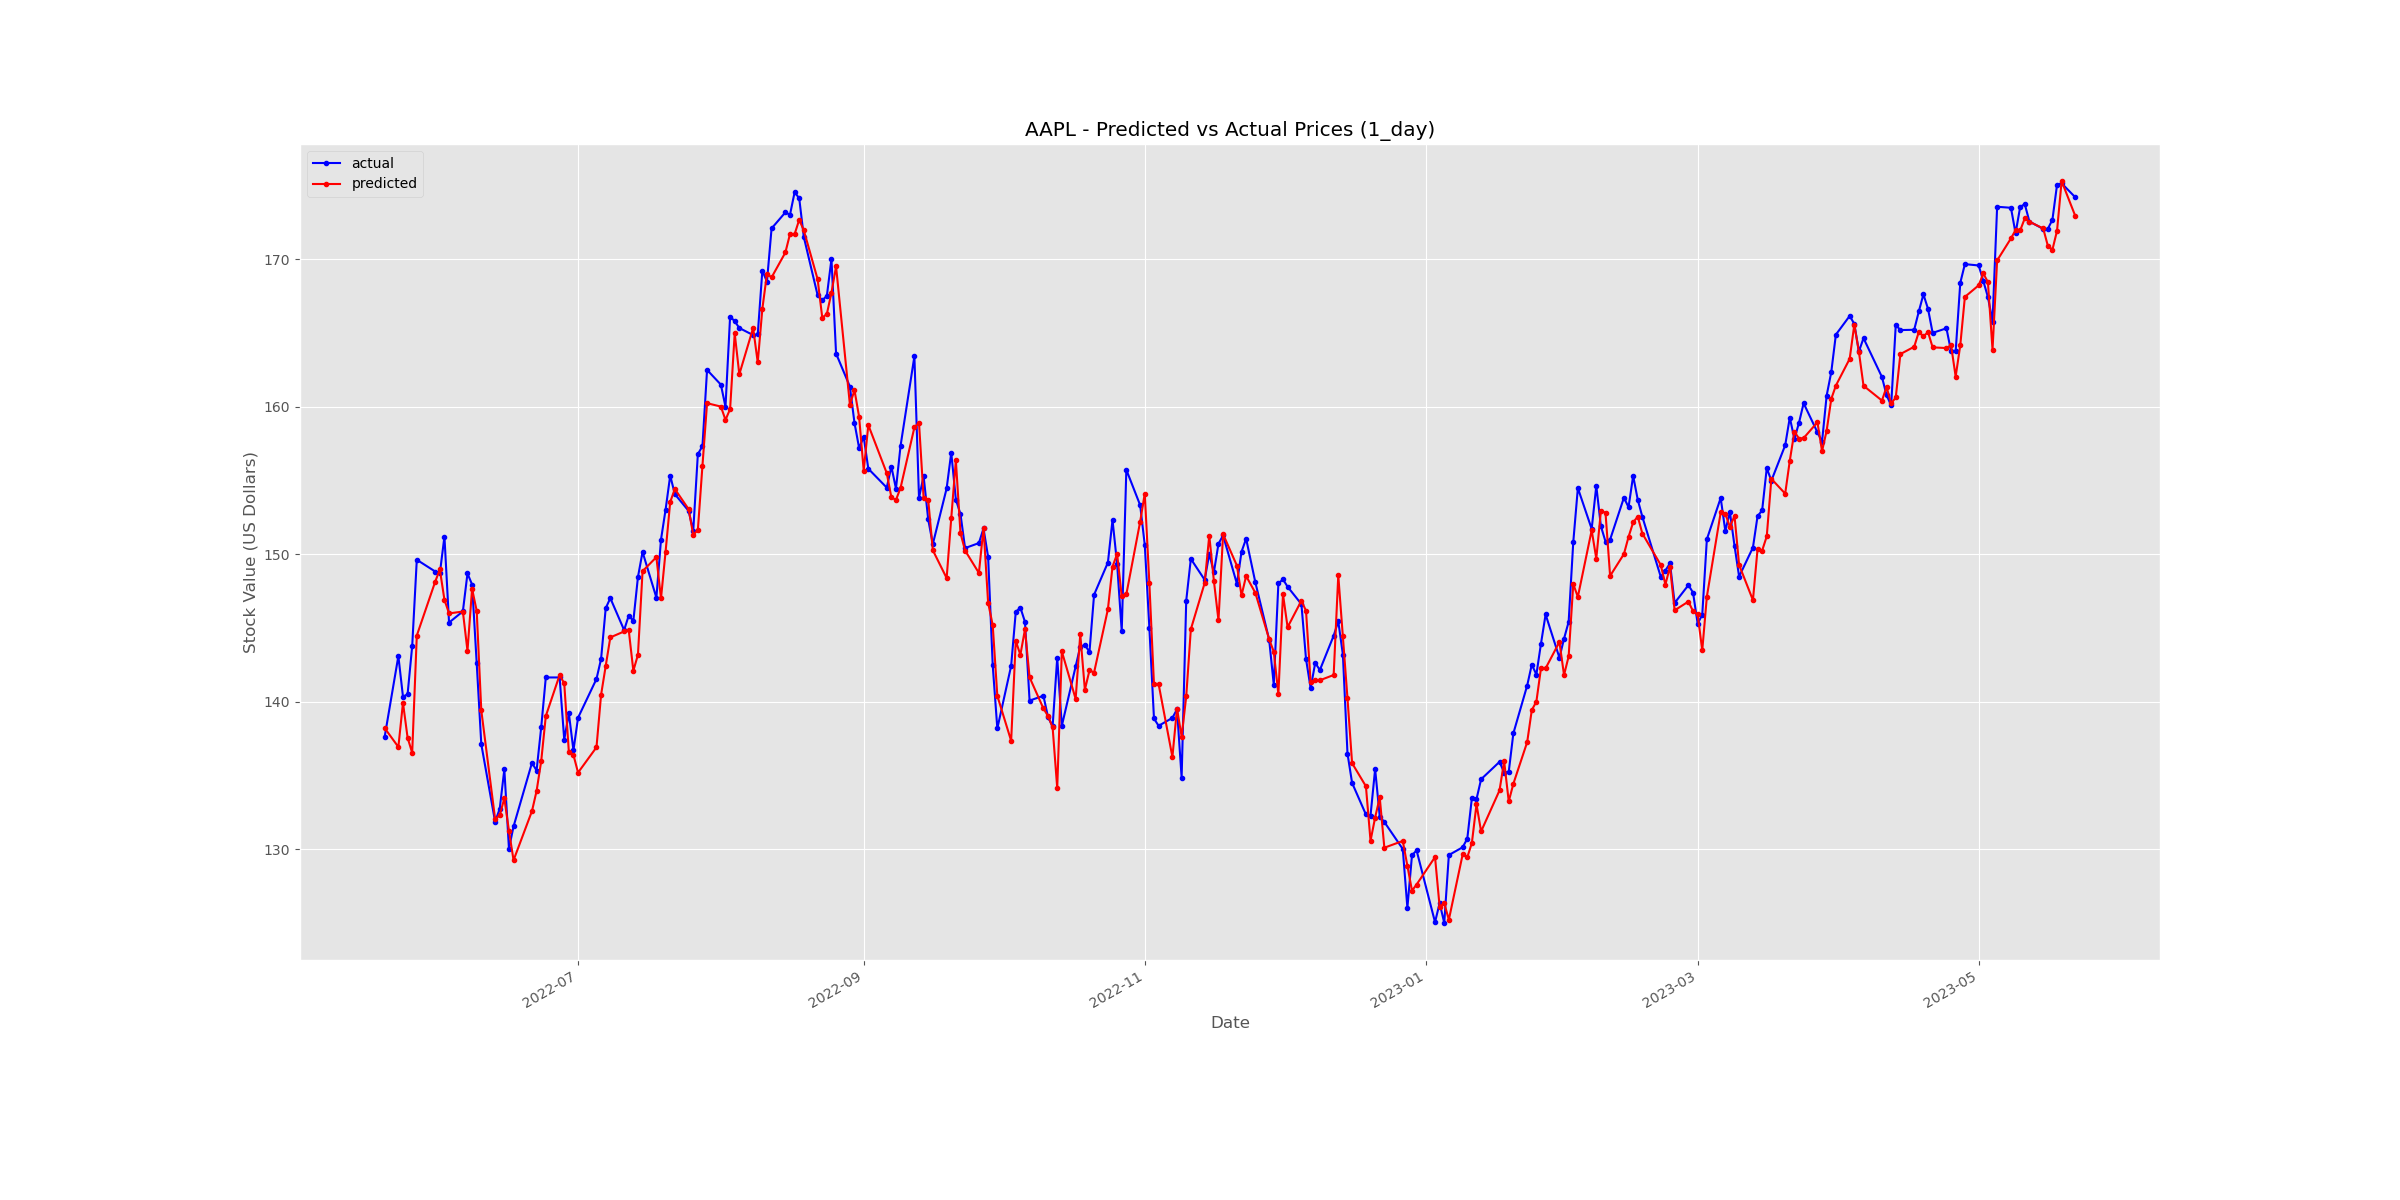 AAPL - Predicted vs Actual Prices (1_day)
actual
predicted
Stock Value (US Dollars)
170
160
150
140
130
2022-07
2022-09
2022-11
2023-01
2023-03
2023-05
Date